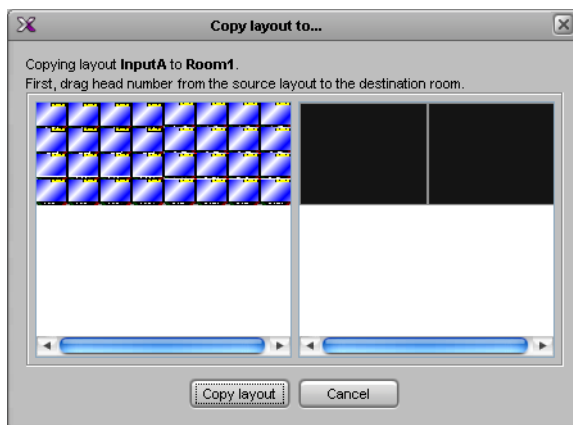 Copy layout to...
Copying layout InputA to Room1.
First, drag head number from the source layout to the destination room.
Copy layout
Cancel